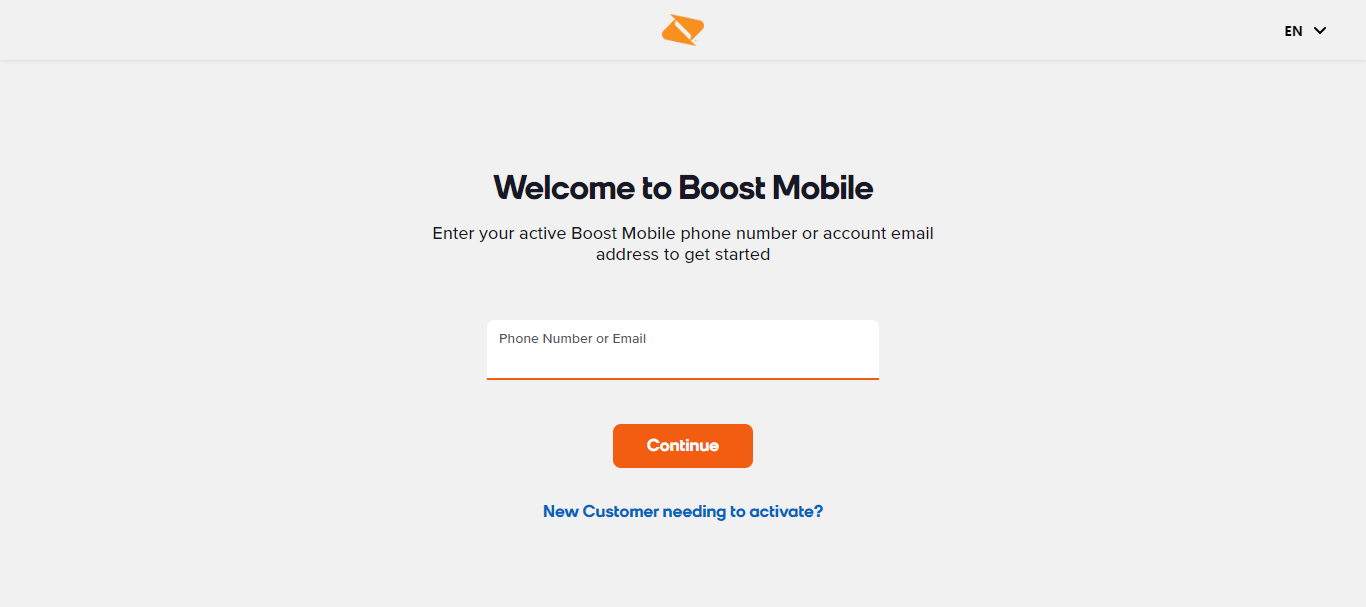 EN
Welcome to Boost Mobile
Enter your active Boost Mobile phone number or account email
address to get started
Phone Number or Email
Continue
New Customer needing to activate?